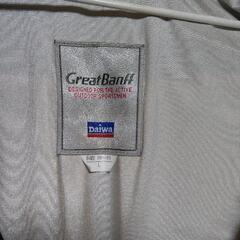 GreatBanff
DESIGNED FOR THE ACTIVE
OUTDOOR SPORTSMEN
Daiwa
L